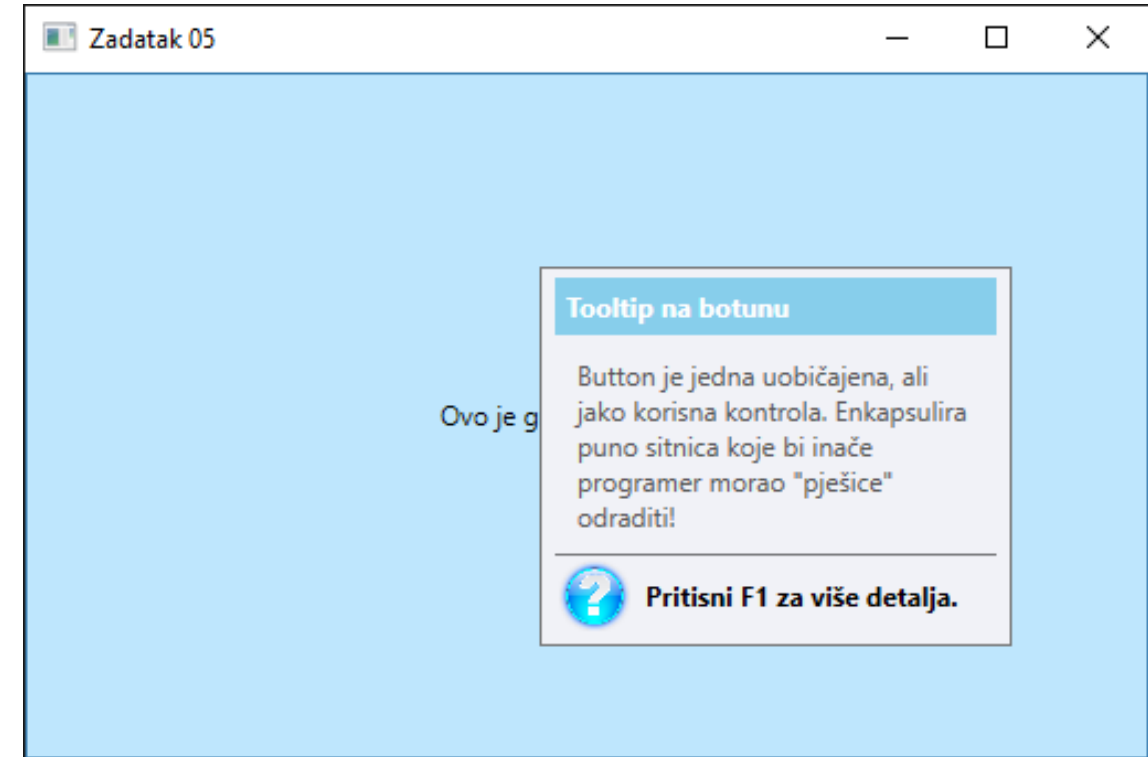 Zadatak 05
Ovo je g
Tooltip na botunu
Button je jedna uobičajena, ali
jako korisna kontrola. Enkapsulira
puno sitnica koje bi inače
programer morao "pješice"
odraditi!
Pritisni F1 za više detalja.